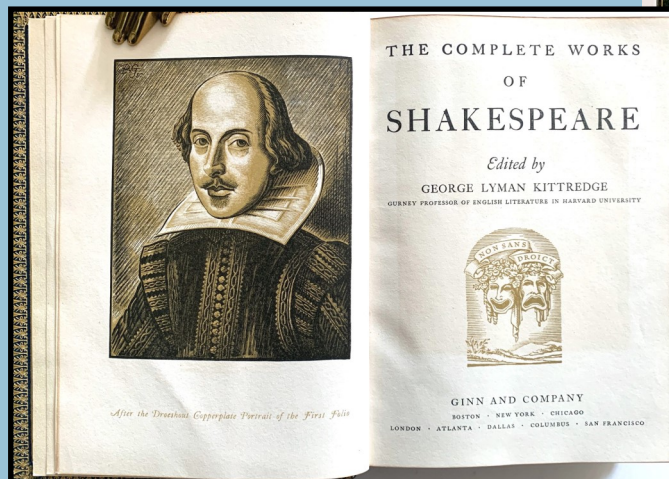 After the Droeshout Copperplate Portrait of the First Folio
THE COMPLETE WORKS
OF
SHAKESPEARE
Edited by
GEORGE LYMAN KITTREDGE
GURNEY PROFESSOR OF ENGLISH LITERATURE IN HARVARD UNIVERSITY
NON SANS
DROICT
GINN AND COMPANY
BOSTON · NEW YORK · CHICAGO
LONDON · ATLANTA · DALLAS · COLUMBUS · SAN FRANCISCO